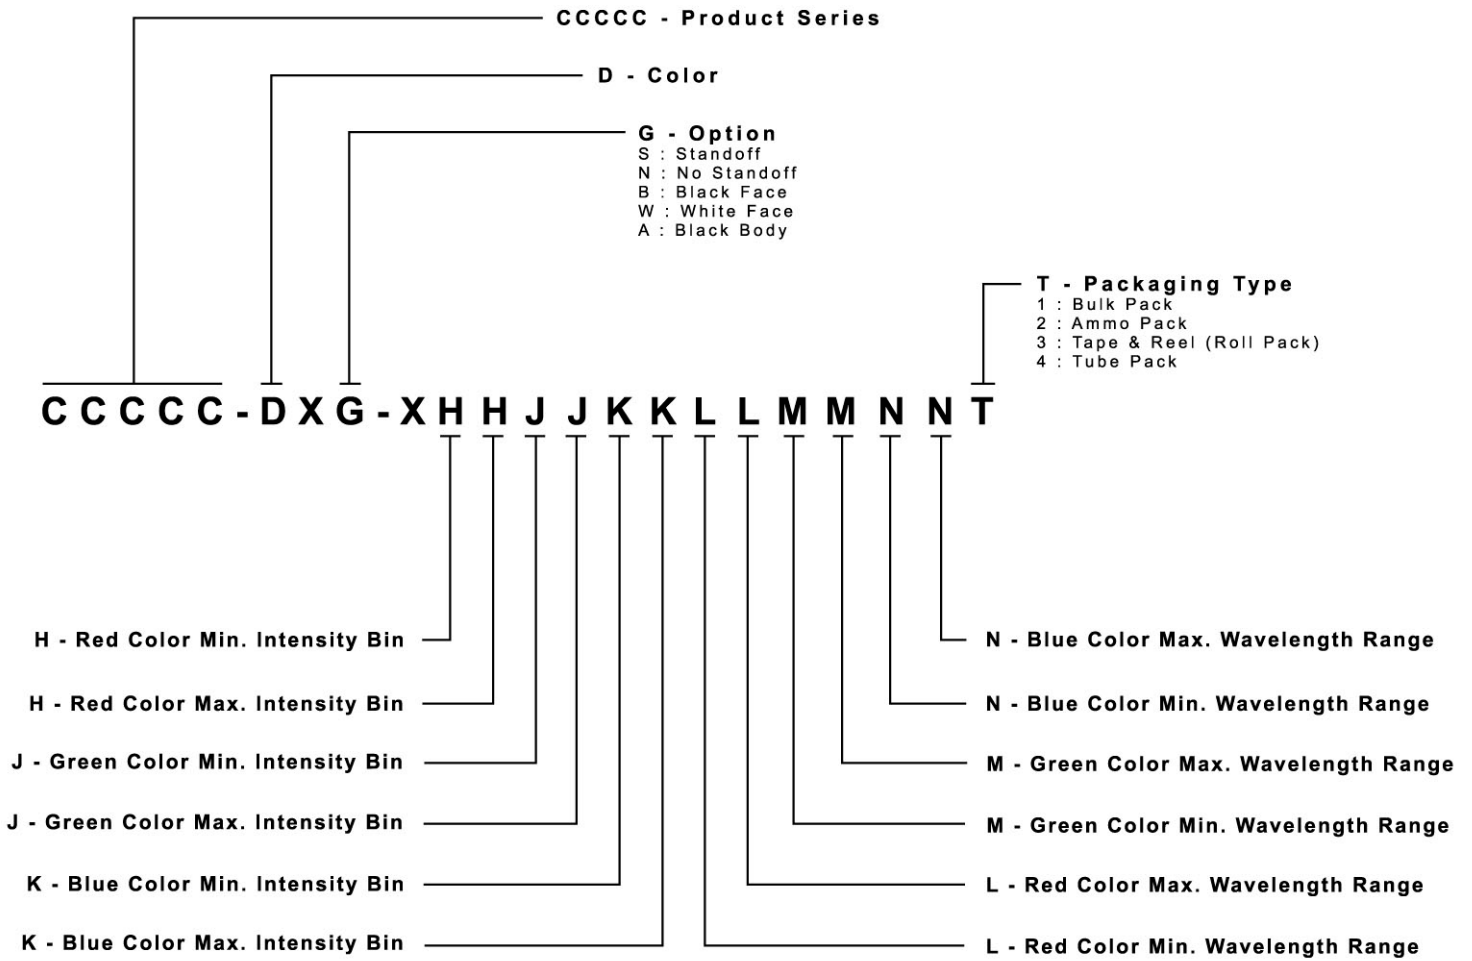 CCCCC - Product Series
D - Color
G - Option
S : Standoff
N : No Standoff
B : Black Face
W : White Face
A : Black Body
T - Packaging Type
1 : Bulk Pack
2 : Ammo Pack
3 : Tape & Reel (Roll Pack)
4 : Tube Pack
CCCCC-DXG-XHHJJKKLLMMNNT
H - Red Color Min. Intensity Bin
H - Red Color Max. Intensity Bin
J - Green Color Min. Intensity Bin
J - Green Color Max. Intensity Bin
K - Blue Color Min. Intensity Bin
K - Blue Color Max. Intensity Bin
N - Blue Color Max. Wavelength Range
N - Blue Color Min. Wavelength Range
M - Green Color Max. Wavelength Range
M - Green Color Min. Wavelength Range
L - Red Color Max. Wavelength Range
L - Red Color Min. Wavelength Range